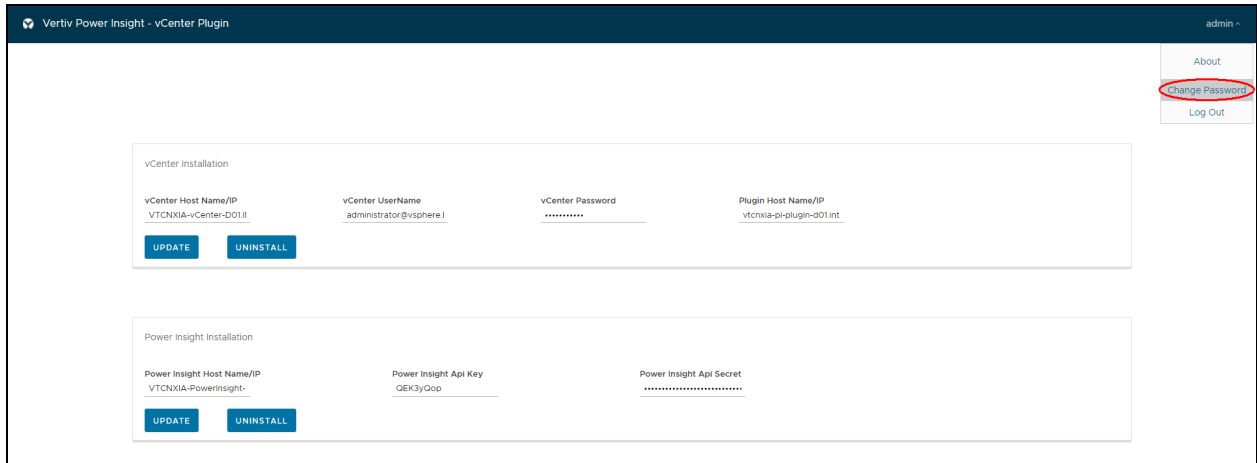 Vertiv Power Insight - vCenter Plugin
admin
About
Change Password
Log Out
vCenter Installation
vCenter Host Name/IP vCenter UserName vCenter Password Plugin Host Name/IP
VTCNXIA-vCenter-D01.II administrator@vsphere.l ••••••••••• vtcnxia-pi-plugin-d01.int
UPDATE UNINSTALL
Power Insight Installation
Power Insight Host Name/IP Power Insight Api Key Power Insight Api Secret
VTCNXIA-PowerInsight- QEK3yQop ••••••••••••••••••••••••••••
UPDATE UNINSTALL